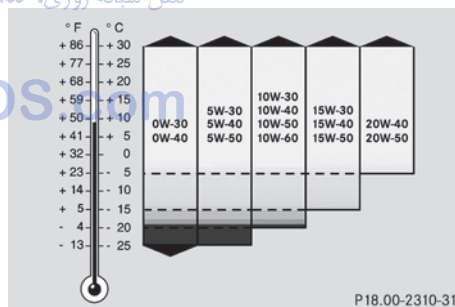 °F °C
+ 86 + 30
+ 77 + 25
+ 68 + 20
+ 59 + 15
+ 50 + 10
+ 41 + 5
+ 32 0
+ 23 - 5
+ 14 - 10
+ 5 - 15
- 4 - 20
- 13 - 25
0W-30
0W-40
5W-30
5W-40
5W-50
10W-30
10W-40
10W-50
10W-60
15W-30
15W-40
15W-50
20W-40
20W-50
P18.00-2310-31
os.com